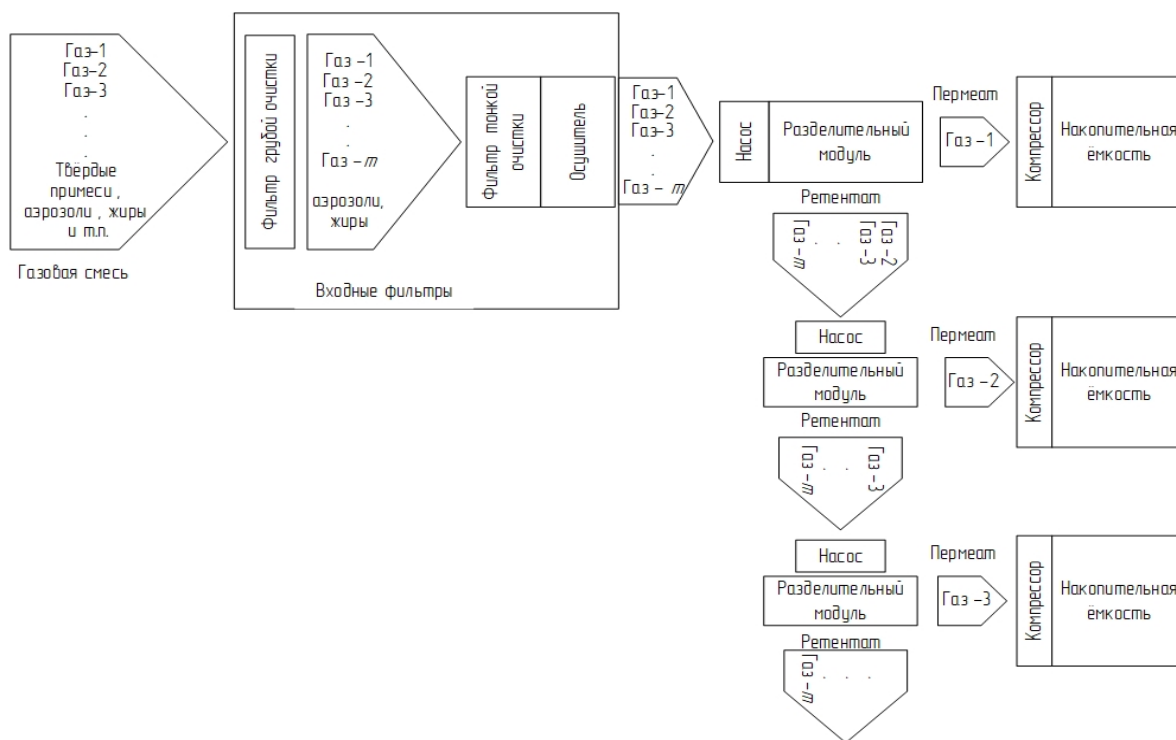 Газ-1
Газ-2
Газ-3
.
.
.
Твёрдые
примеси ,
аэрозоли , жиры
и т.п.
Газовая смесь
Фильтр грубой очистки
Газ -1
Газ -2
Газ -3
.
.
Газ -m
аэрозоли,
жиры
Фильтр тонкой
очистки
Осушитель
Входные фильтры
Газ-1
Газ-2
Газ-3
.
.
Газ - m
Насос
Разделительный
модуль
Пермеат
Газ -1
Компрессор
Накопительная
ёмкость
Ретентат
Газ -2
Газ -3
.
.
Газ -m
Насос
Разделительный
модуль
Пермеат
Газ -2
Компрессор
Накопительная
ёмкость
Ретентат
Газ -3
.
.
Газ -m
Насос
Разделительный
модуль
Пермеат
Газ -3
Компрессор
Накопительная
ёмкость
Ретентат
.
.
.
Газ -m